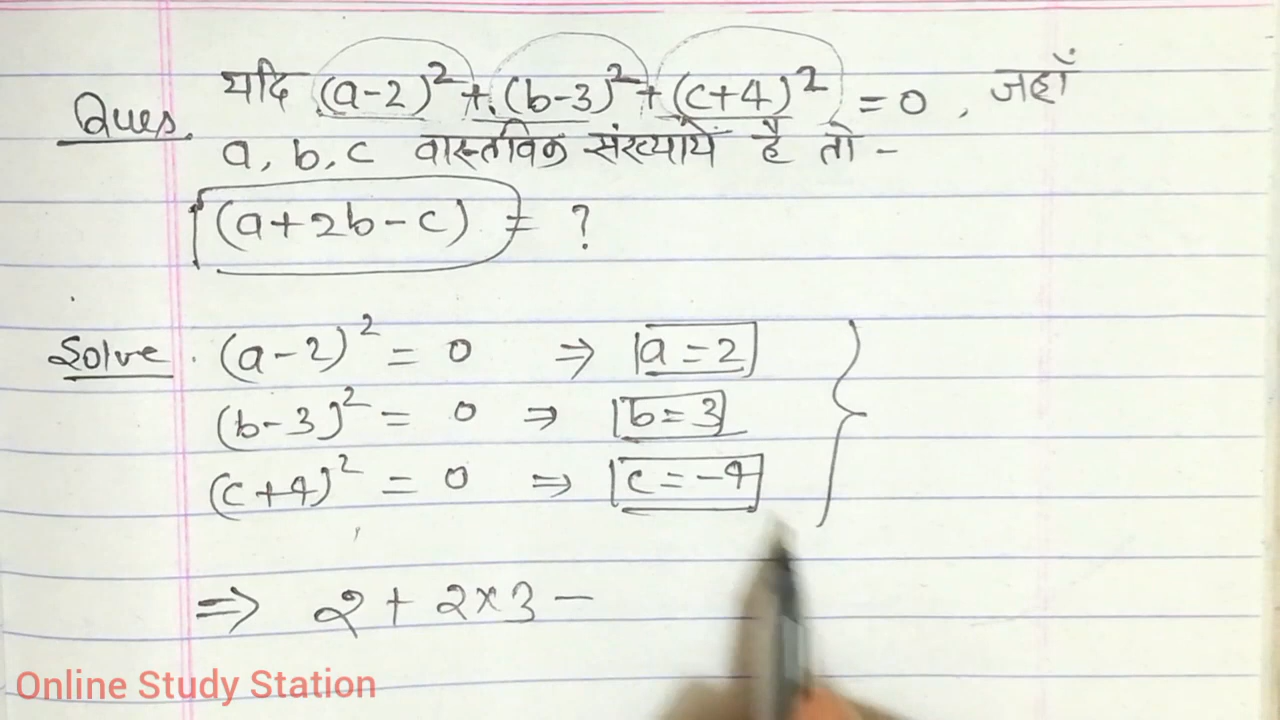 Ques. यदि (a-2)² + (b-3)² + (c+4)² = 0 , जहाँ
a, b, c वास्तविक संख्यायें है तो -
(a+2b-c) = ?
Solve. (a-2)² = 0 ⇒ a = 2
(b-3)² = 0 ⇒ b = 3
(c+4)² = 0 ⇒ c = -4
⇒ 2 + 2×3 -
Online Study Station